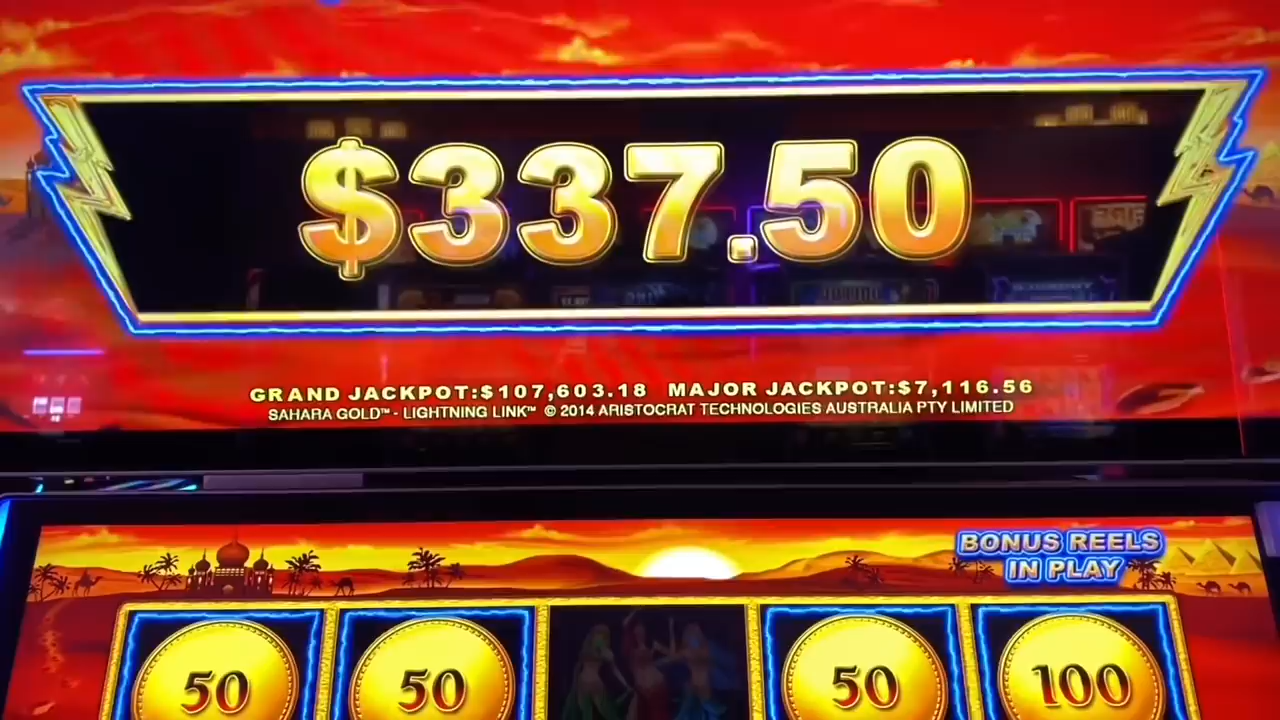 $337.50
GRAND JACKPOT:$107,603.18 MAJOR JACKPOT:$7,116.56
SAHARA GOLD™ - LIGHTNING LINK™ © 2014 ARISTOCRAT TECHNOLOGIES AUSTRALIA PTY LIMITED
BONUS REELS
IN PLAY
50 50 50 100